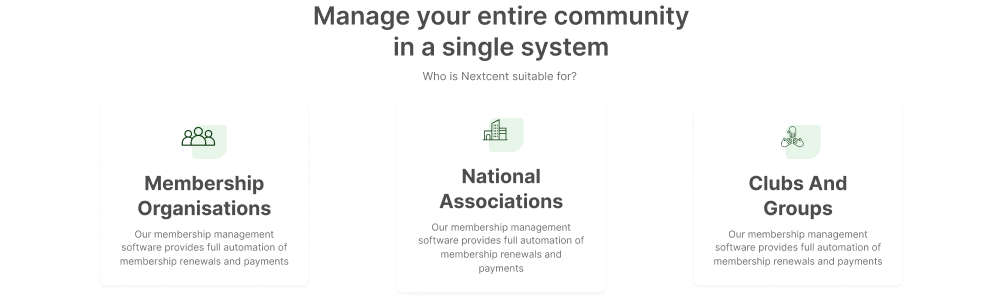 Manage your entire community
in a single system
Who is Nextcent suitable for?
Membership
Organisations
Our membership management
software provides full automation of
membership renewals and payments
National
Associations
Our membership management
software provides full automation of
membership renewals and
payments
Clubs And
Groups
Our membership management
software provides full automation of
membership renewals and payments